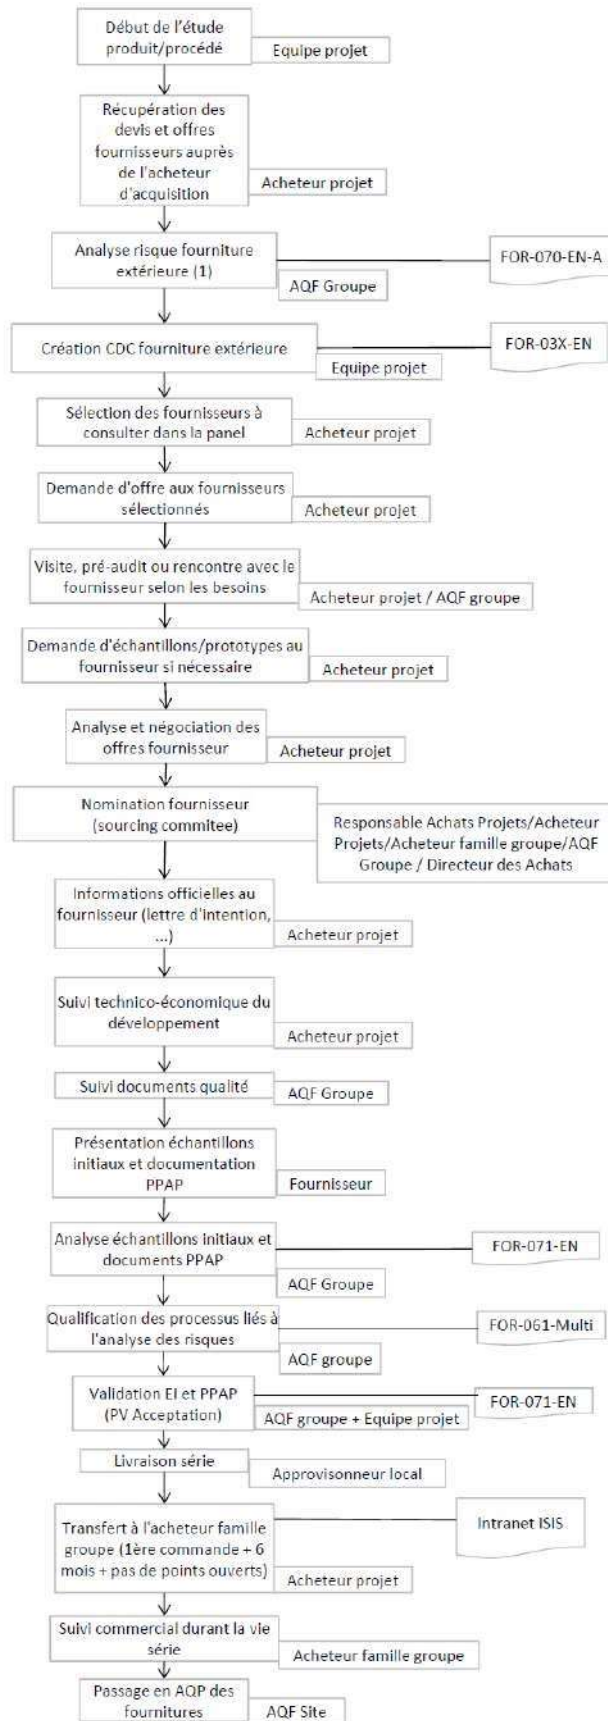 Début de l'étude
produit/procédé
Equipe projet
Récupération des
devis et offres
fournisseurs auprès
de l'acheteur
d'acquisition
Acheteur projet
Analyse risque fourniture
extérieure (1)
AQF Groupe
FOR-070-EN-A
Création CDC fourniture extérieure
Equipe projet
FOR-03X-EN
Sélection des fournisseurs à
consulter dans la panel
Acheteur projet
Demande d'offre aux fournisseurs
sélectionnés
Acheteur projet
Visite, pré-audit ou rencontre avec le
fournisseur selon les besoins
Acheteur projet / AQF groupe
Demande d'échantillons/prototypes au
fournisseur si nécessaire
Acheteur projet
Analyse et négociation des
offres fournisseur
Acheteur projet
Nomination fournisseur
(sourcing commitee)
Responsable Achats Projets/Acheteur
Projets/Acheteur famille groupe/AQF
Groupe / Directeur des Achats
Informations officielles au
fournisseur (lettre d'intention,
...)
Acheteur projet
Suivi technico-économique du
développement
Acheteur projet
Suivi documents qualité
AQF Groupe
Présentation échantillons
initiaux et documentation
PPAP
Fournisseur
Analyse échantillons initiaux et
documents PPAP
AQF Groupe
FOR-071-EN
Qualification des processus liés à
l'analyse des risques
AQF groupe
FOR-061-Multi
Validation EI et PPAP
(PV Acceptation)
AQF groupe + Equipe projet
FOR-071-EN
Livraison série
Approvisonneur local
Transfert à l'acheteur famille
groupe (1ère commande + 6
mois + pas de points ouverts)
Acheteur projet
Intranet ISIS
Suivi commercial durant la vie
série
Acheteur famille groupe
Passage en AQP des
fournitures
AQF Site